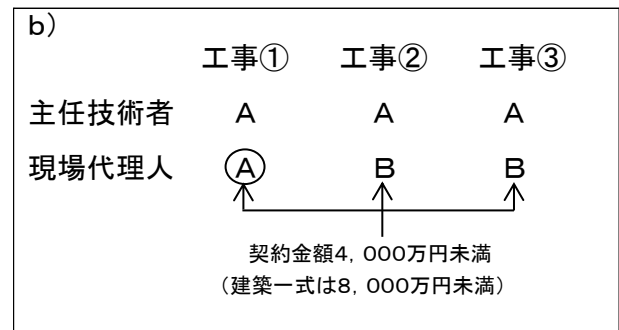 b)
工事① 工事② 工事③
主任技術者 A A A
現場代理人 A B B
契約金額4,000万円未満
(建築一式は8,000万円未満)